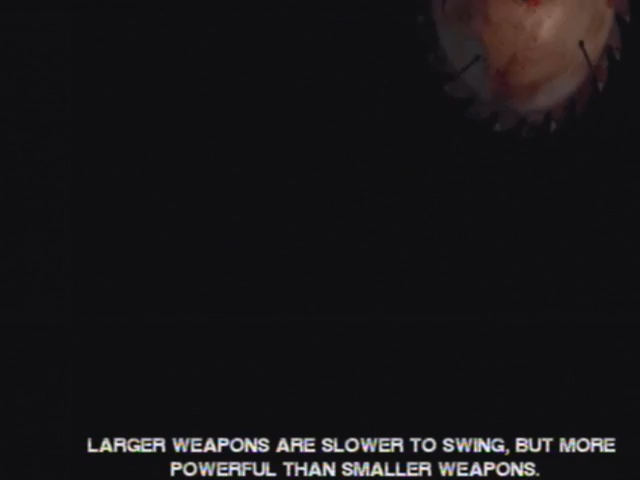 LARGER WEAPONS ARE SLOWER TO SWING, BUT MORE
POWERFUL THAN SMALLER WEAPONS.